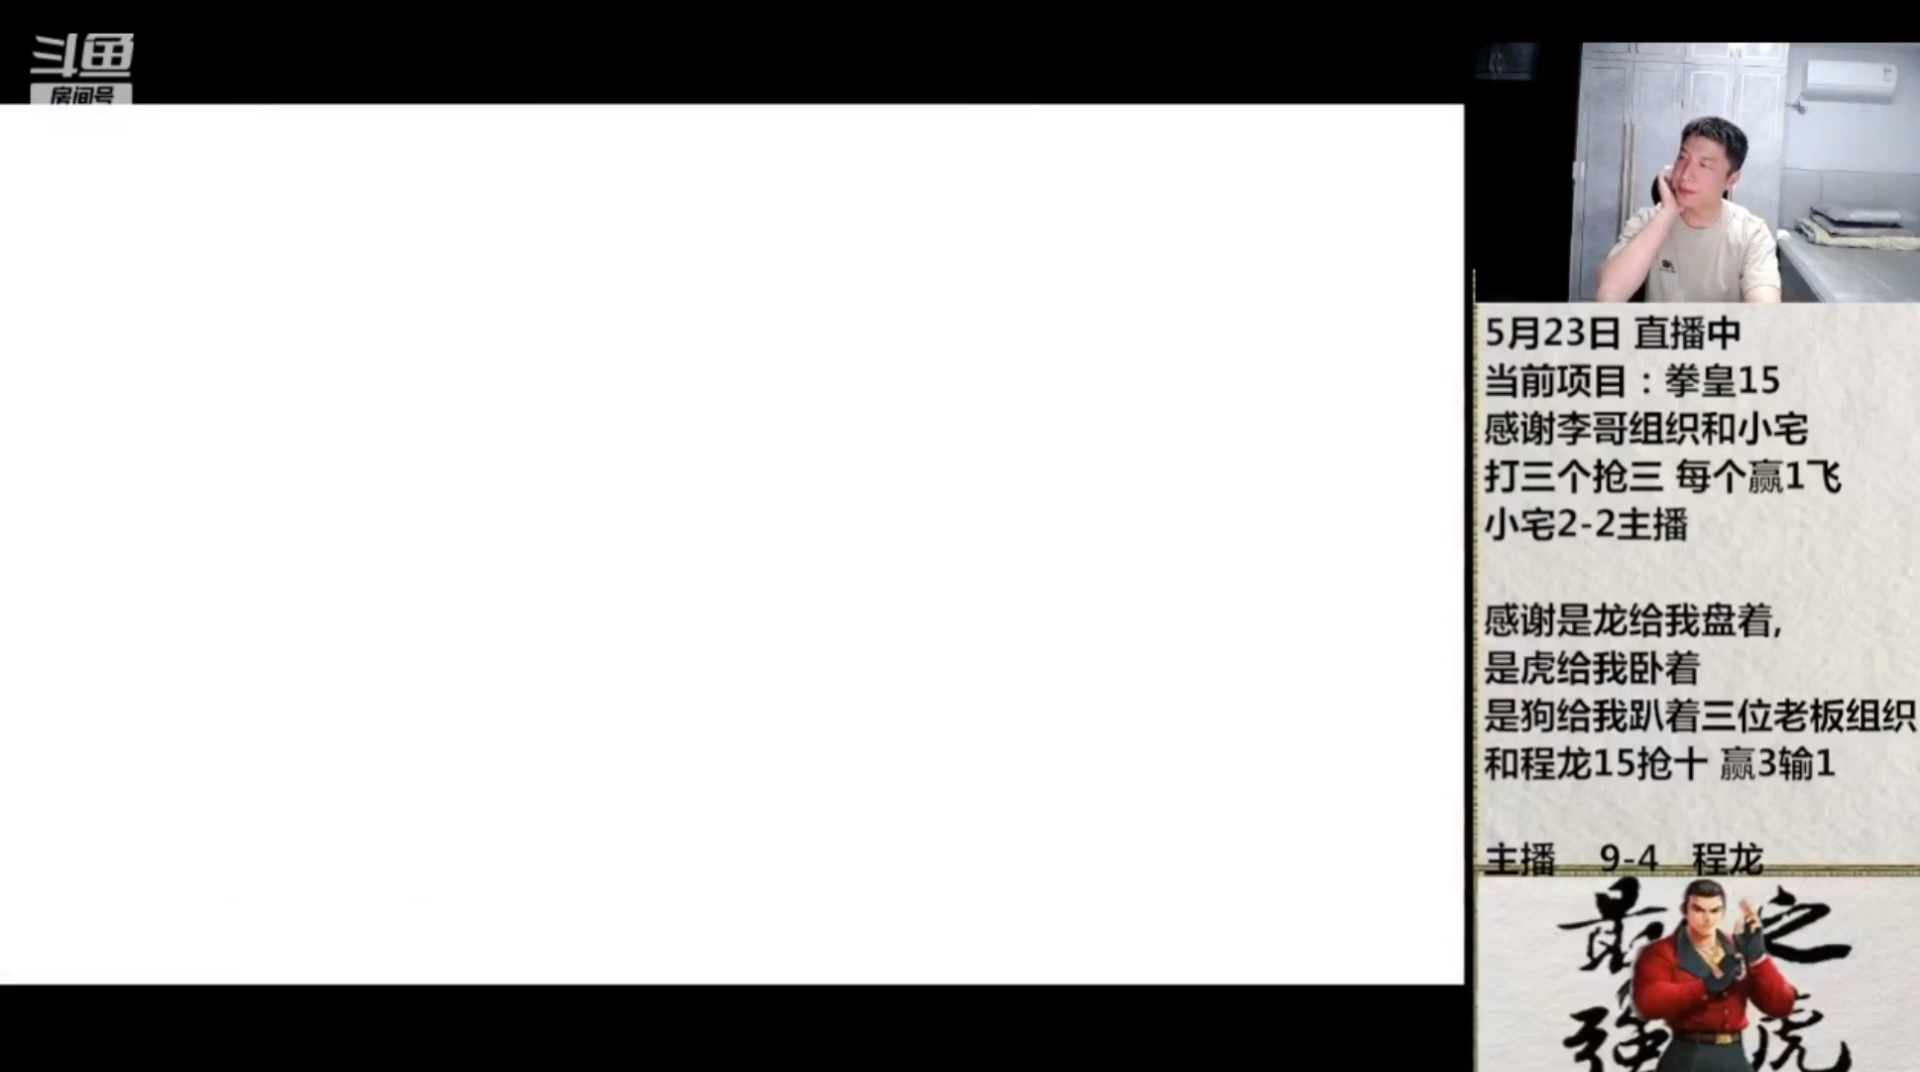 斗鱼
房间号
5月23日 直播中
当前项目：拳皇15
感谢李哥组织和小宅
打三个抢三 每个赢1飞
小宅2-2主播
感谢是龙给我盘着,
是虎给我卧着
是狗给我趴着三位老板组织
和程龙15抢十 赢3输1
主播 9-4 程龙
最 之
强 虎